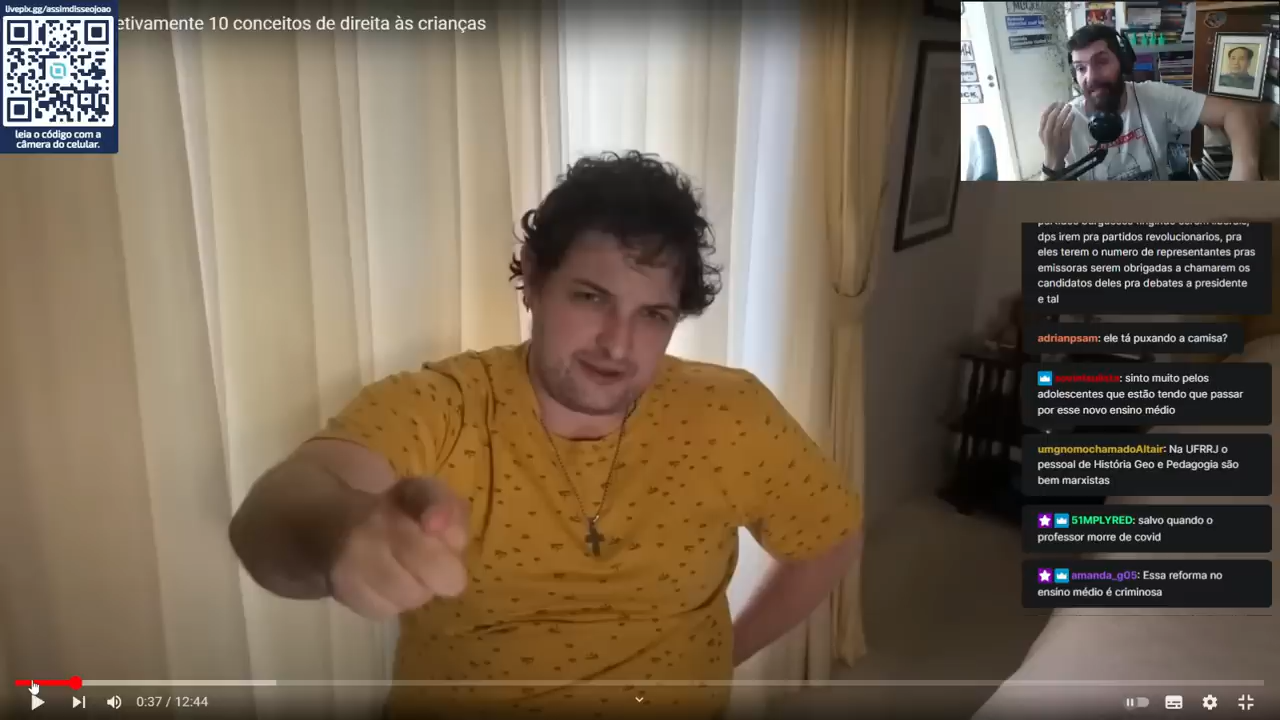 livepix.gg/assimdisseojoao
etivamente 10 conceitos de direita às crianças
leia o código com a
câmera do celular.
dps irem pra partidos revolucionarios, pra
eles terem o numero de representantes pras
emissoras serem obrigadas a chamarem os
candidatos deles pra debates a presidente
e tal
adrianpsam: ele tá puxando a camisa?
sinto muito pelos
adolescentes que estão tendo que passar
por esse novo ensino médio
umgnomochamadoAltair: Na UFRRJ o
pessoal de História Geo e Pedagogia são
bem marxistas
51MPLYRED: salvo quando o
professor morre de covid
amanda_g05: Essa reforma no
ensino médio é criminosa
0:37 / 12:44